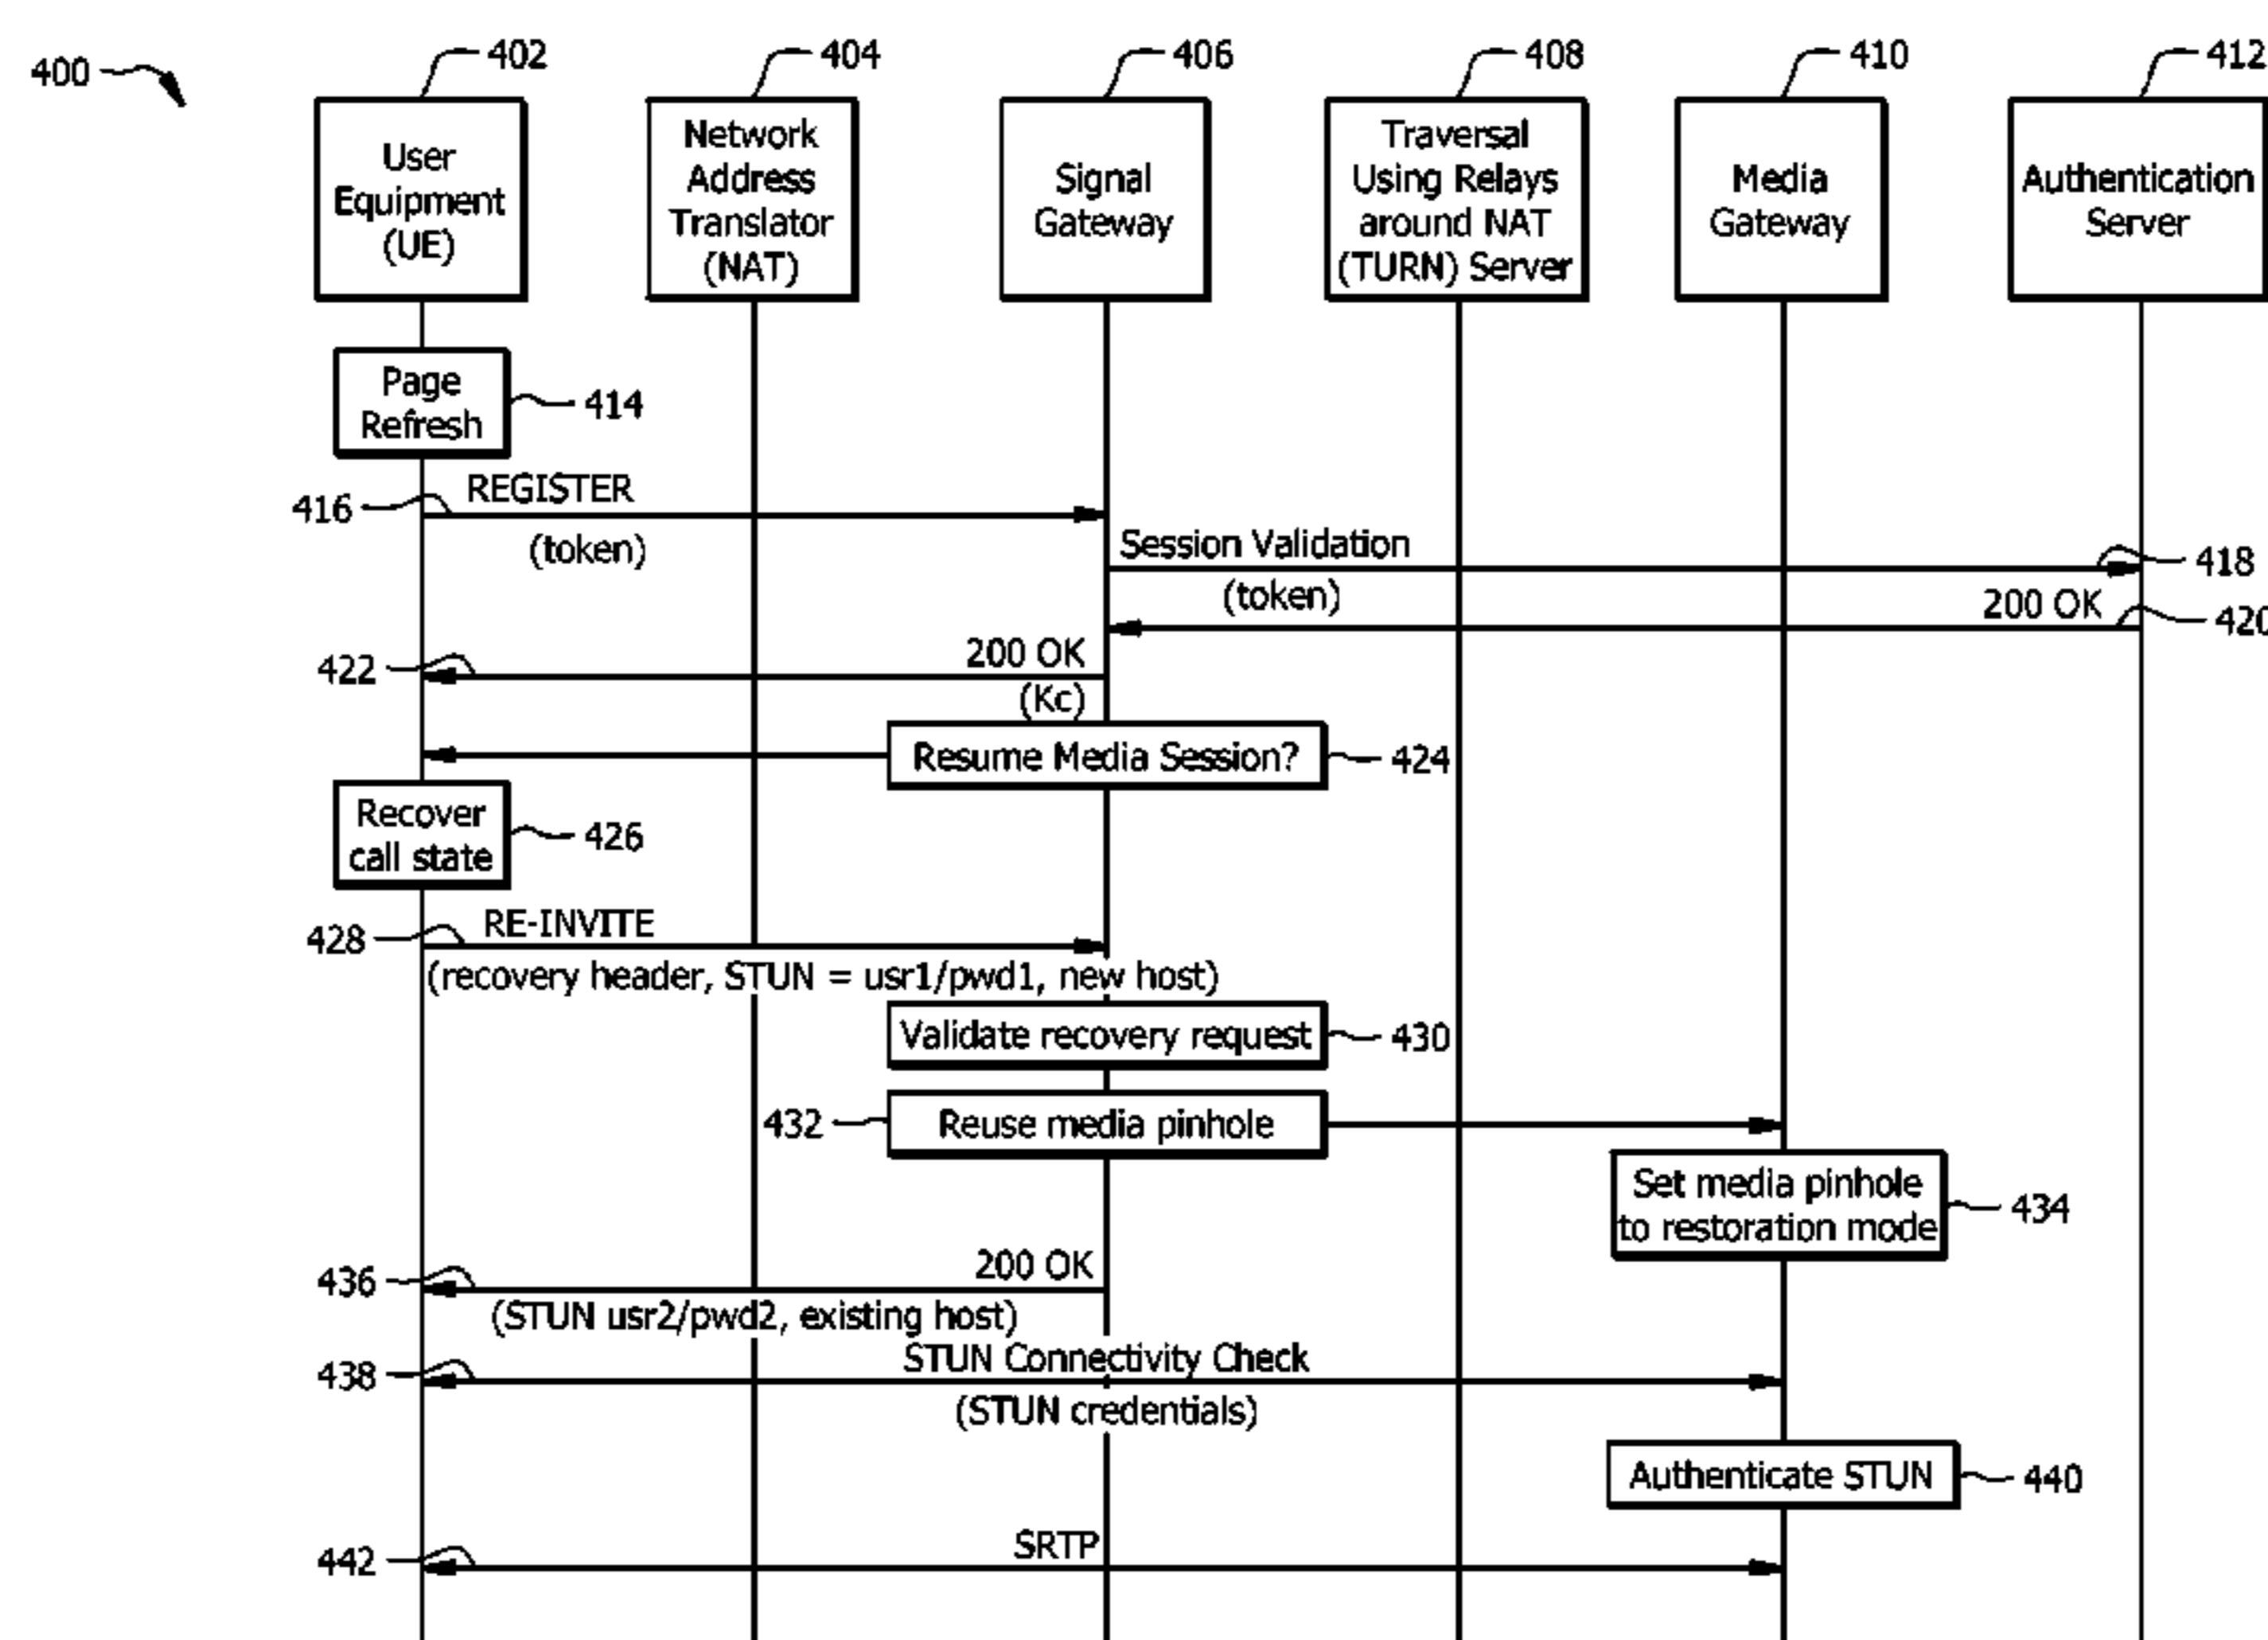 400
402
404
406
408
410
412
User
Equipment
(UE)
Network
Address
Translator
(NAT)
Signal
Gateway
Traversal
Using Relays
around NAT
(TURN) Server
Media
Gateway
Authentication
Server
Page
Refresh
414
416
REGISTER
(token)
Session Validation
418
(token)
200 OK
420
422
200 OK
(Kc)
Resume Media Session?
424
Recover
call state
426
428
RE-INVITE
(recovery header, STUN = usr1/pwd1, new host)
Validate recovery request
430
432
Reuse media pinhole
Set media pinhole
to restoration mode
434
436
200 OK
(STUN usr2/pwd2, existing host)
438
STUN Connectivity Check
(STUN credentials)
Authenticate STUN
440
442
SRTP